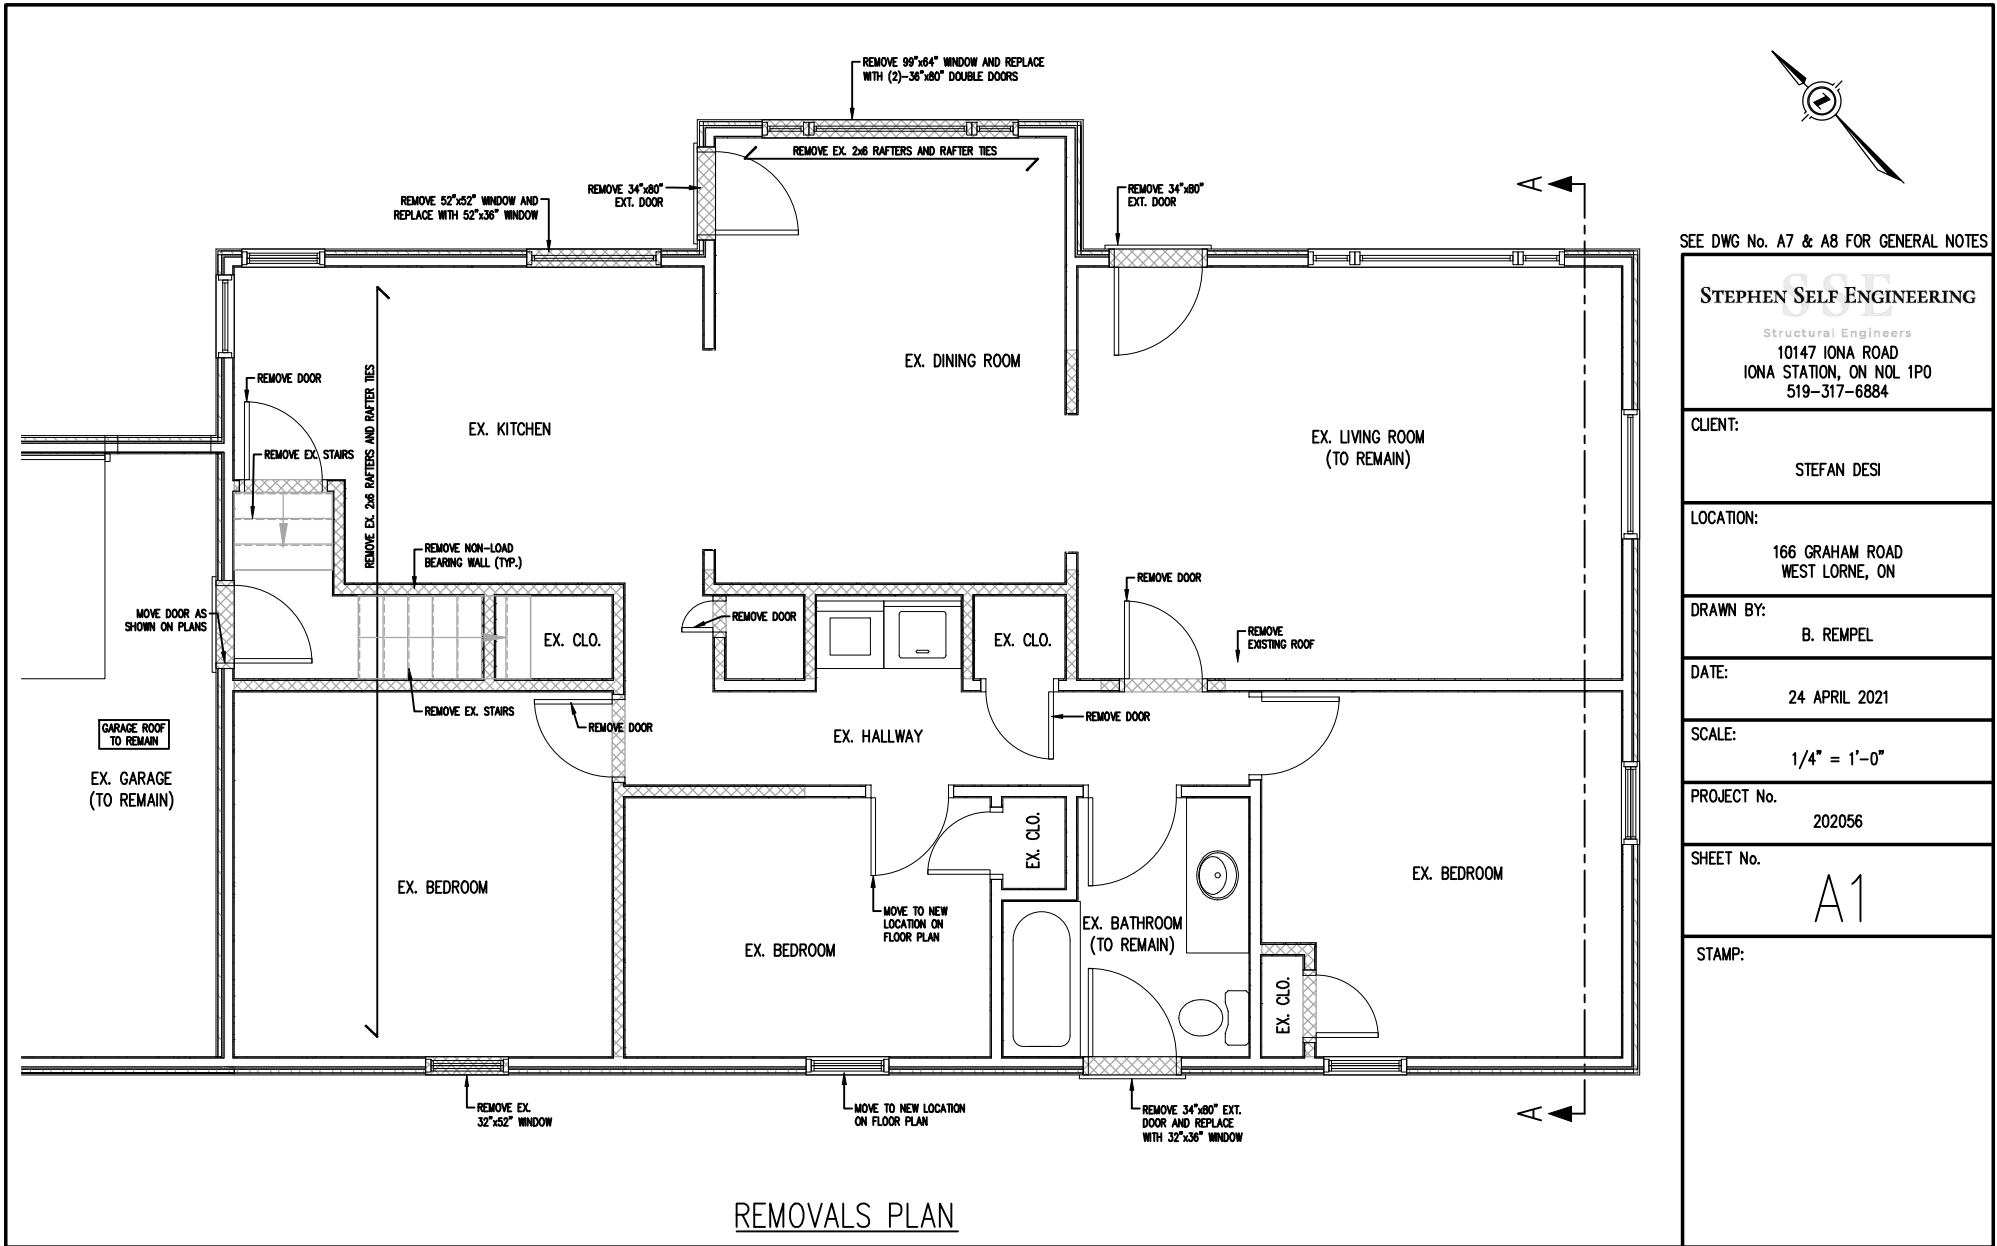 REMOVE 99"x64" WINDOW AND REPLACE
WITH (2)-36"x80" DOUBLE DOORS
REMOVE EX. 2x6 RAFTERS AND RAFTER TIES
REMOVE 34"x80"
EXT. DOOR
REMOVE 52"x52" WINDOW AND
REPLACE WITH 52"x36" WINDOW
REMOVE 34"x80"
EXT. DOOR
A
EX. DINING ROOM
REMOVE DOOR
REMOVE EX. 2x6 RAFTERS AND RAFTER TIES
EX. KITCHEN
EX. LIVING ROOM
(TO REMAIN)
REMOVE EX. STAIRS
REMOVE NON-LOAD
BEARING WALL (TYP.)
REMOVE DOOR
MOVE DOOR AS
SHOWN ON PLANS
REMOVE DOOR
EX. CLO.
EX. CLO.
REMOVE
EXISTING ROOF
REMOVE EX. STAIRS
REMOVE DOOR
REMOVE DOOR
GARAGE ROOF
TO REMAIN
EX. HALLWAY
EX. GARAGE
(TO REMAIN)
EX. CLO.
EX. BEDROOM
EX. BEDROOM
MOVE TO NEW
LOCATION ON
FLOOR PLAN
EX. BATHROOM
(TO REMAIN)
EX. BEDROOM
EX. CLO.
REMOVE EX.
32"x52" WINDOW
MOVE TO NEW LOCATION
ON FLOOR PLAN
REMOVE 34"x80" EXT.
DOOR AND REPLACE
WITH 32"x36" WINDOW
A
REMOVALS PLAN
N
SEE DWG No. A7 & A8 FOR GENERAL NOTES
SSE
STEPHEN SELF ENGINEERING
Structural Engineers
10147 IONA ROAD
IONA STATION, ON N0L 1P0
519-317-6884
CLIENT:
STEFAN DESI
LOCATION:
166 GRAHAM ROAD
WEST LORNE, ON
DRAWN BY:
B. REMPEL
DATE:
24 APRIL 2021
SCALE:
1/4" = 1'-0"
PROJECT No.
202056
SHEET No.
A1
STAMP: